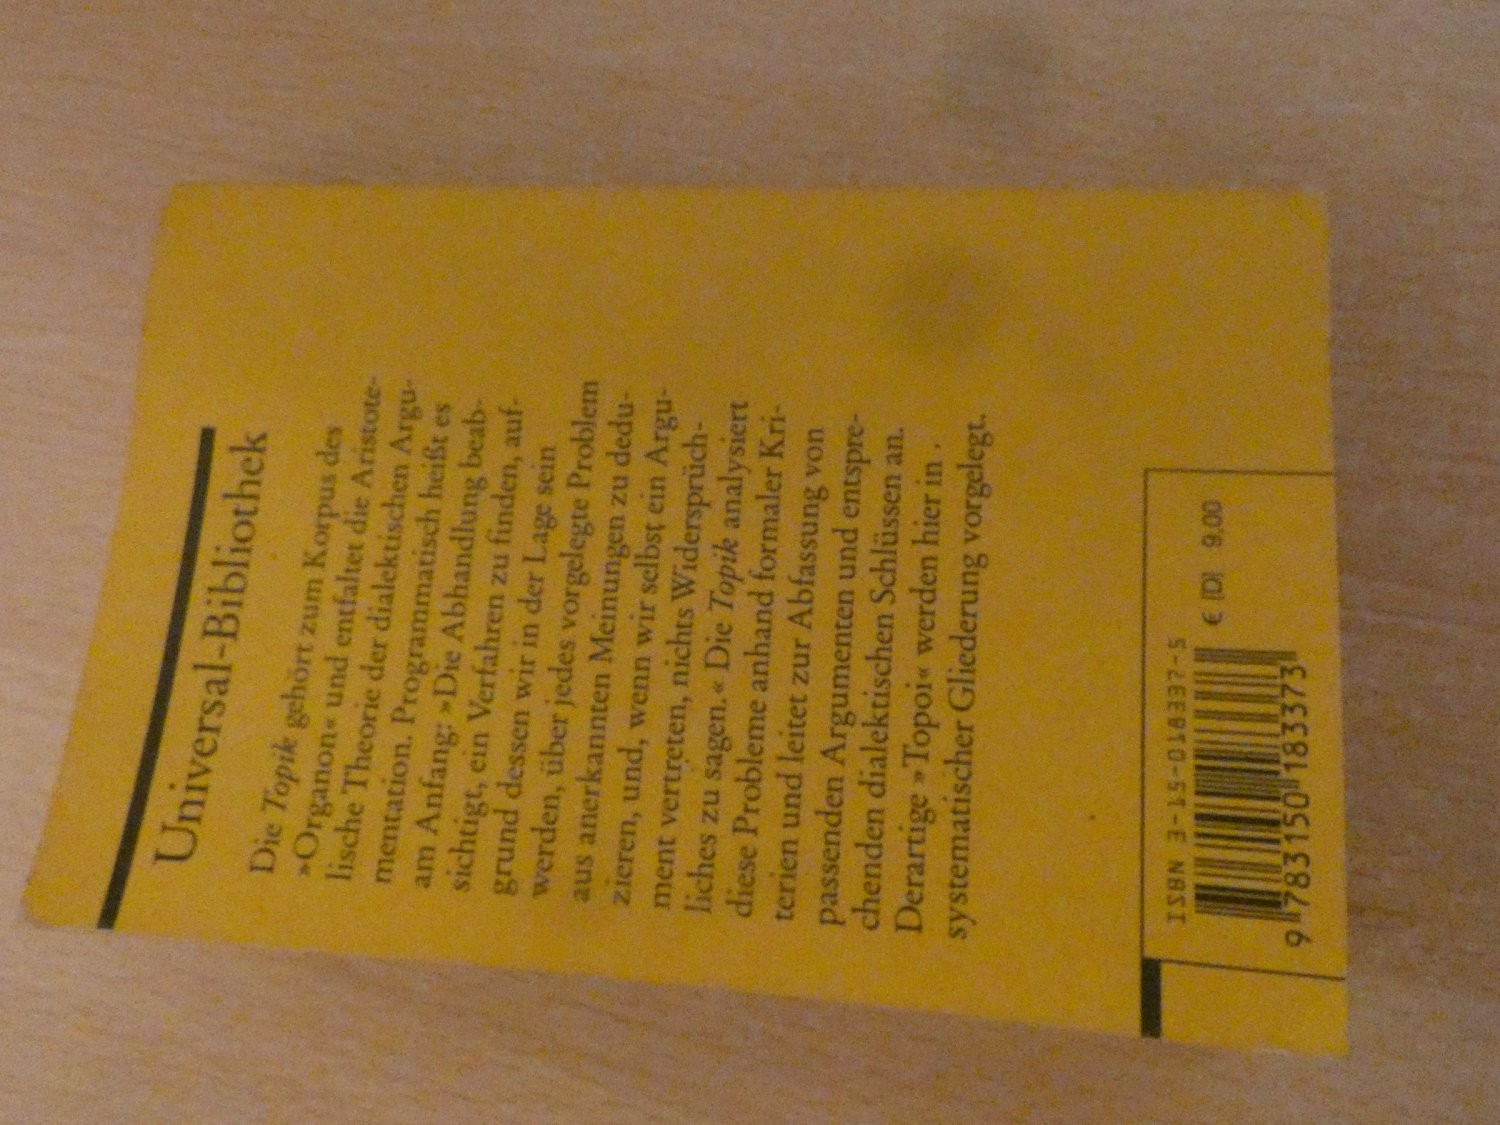 Universal-Bibliothek
Die Topik gehört zum Korpus des
»Organon« und entfaltet die Aristote-
lische Theorie der dialektischen Argu-
mentation. Programmatisch heißt es
am Anfang: »Die Abhandlung beab-
sichtigt, ein Verfahren zu finden, auf-
grund dessen wir in der Lage sein
werden, über jedes vorgelegte Problem
aus anerkannten Meinungen zu dedu-
zieren, und, wenn wir selbst ein Argu-
ment vertreten, nichts Widersprüch-
liches zu sagen.« Die Topik analysiert
diese Probleme anhand formaler Kri-
terien und leitet zur Abfassung von
passenden Argumenten und entspre-
chenden dialektischen Schlüssen an.
Derartige »Topoi« werden hier in
systematischer Gliederung vorgelegt.
ISBN 3-15-018337-5
€ [D] 9.00
9 783150 183373